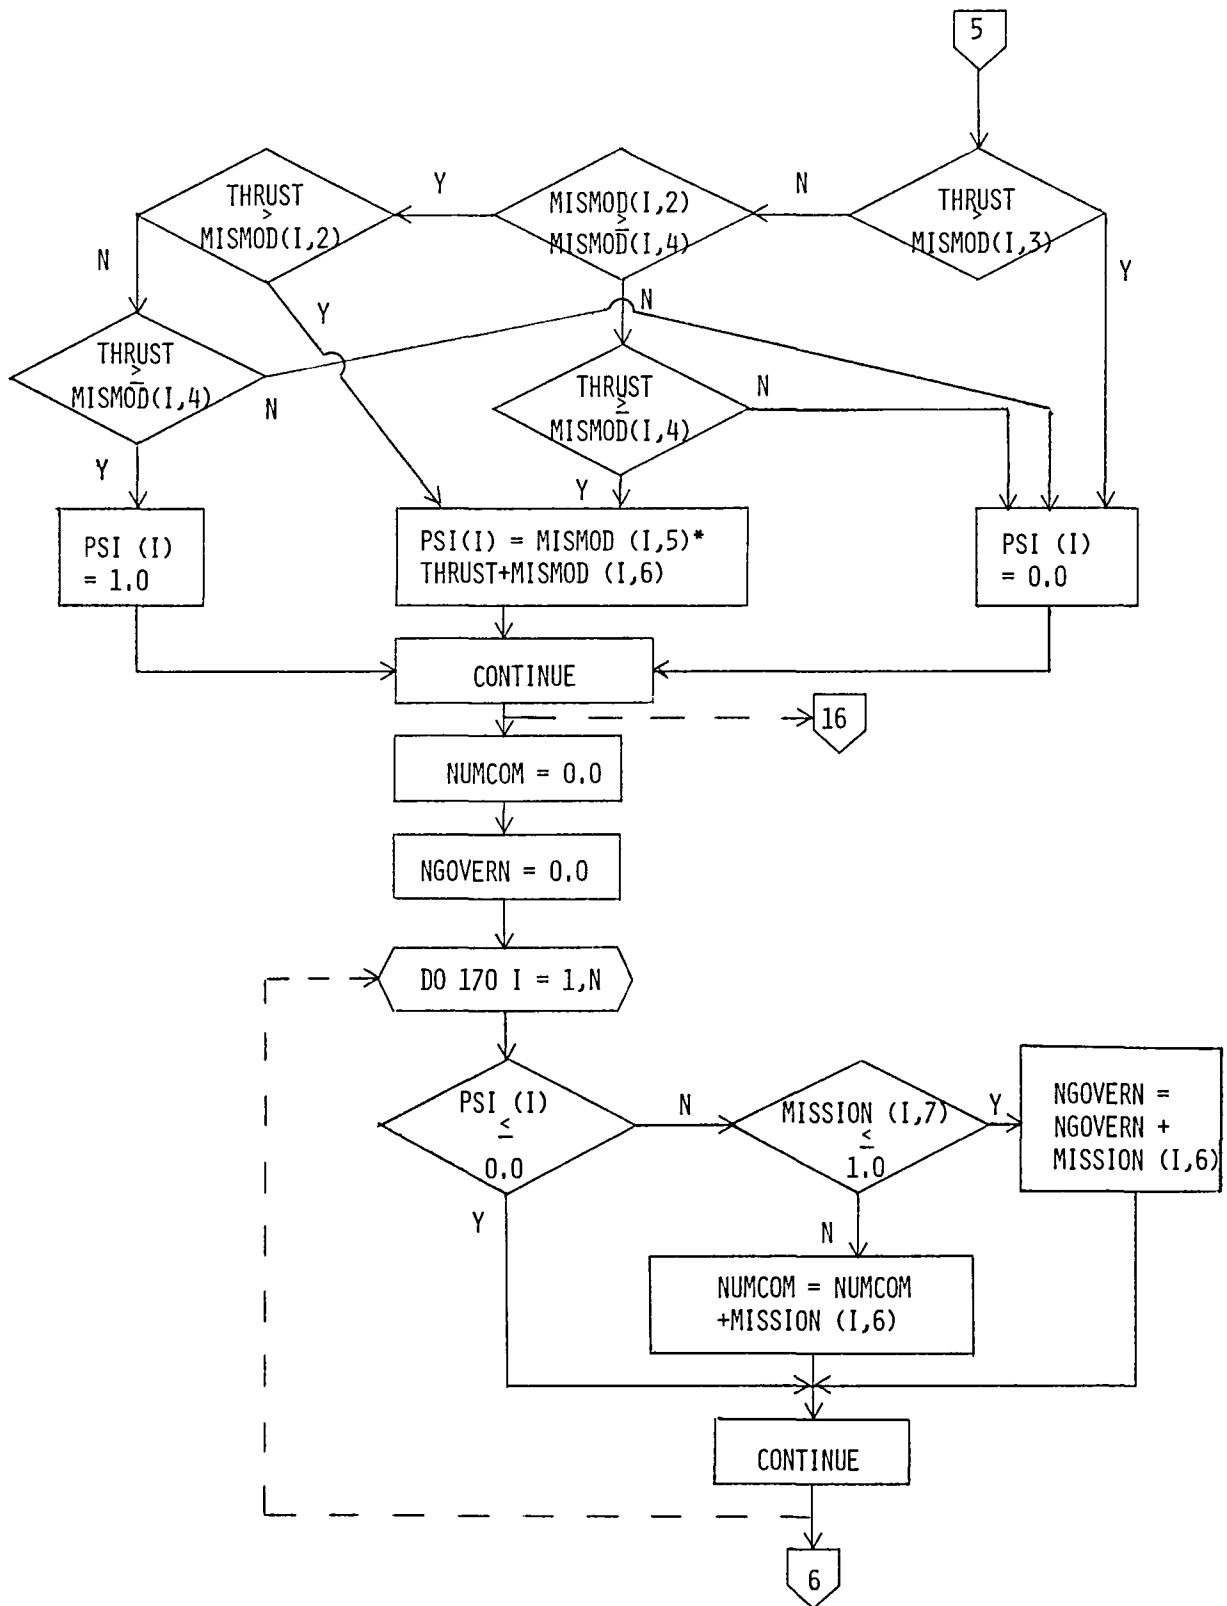 5
THRUST
>
MISMOD(I,2)
Y
MISMOD(I,2)
≥
MISMOD(I,4)
N
THRUST
>
MISMOD(I,3)
Y
N
Y
N
THRUST
≥
MISMOD(I,4)
N
THRUST
≥
MISMOD(I,4)
N
Y
Y
PSI (I)
= 1.0
PSI(I) = MISMOD (I,5)*
THRUST+MISMOD (I,6)
PSI (I)
= 0.0
CONTINUE
16
NUMCOM = 0.0
NGOVERN = 0.0
DO 170 I = 1,N
PSI (I)
≤
0.0
N
MISSION (I,7)
≤
1.0
Y
NGOVERN =
NGOVERN +
MISSION (I,6)
Y
N
NUMCOM = NUMCOM
+MISSION (I,6)
CONTINUE
6